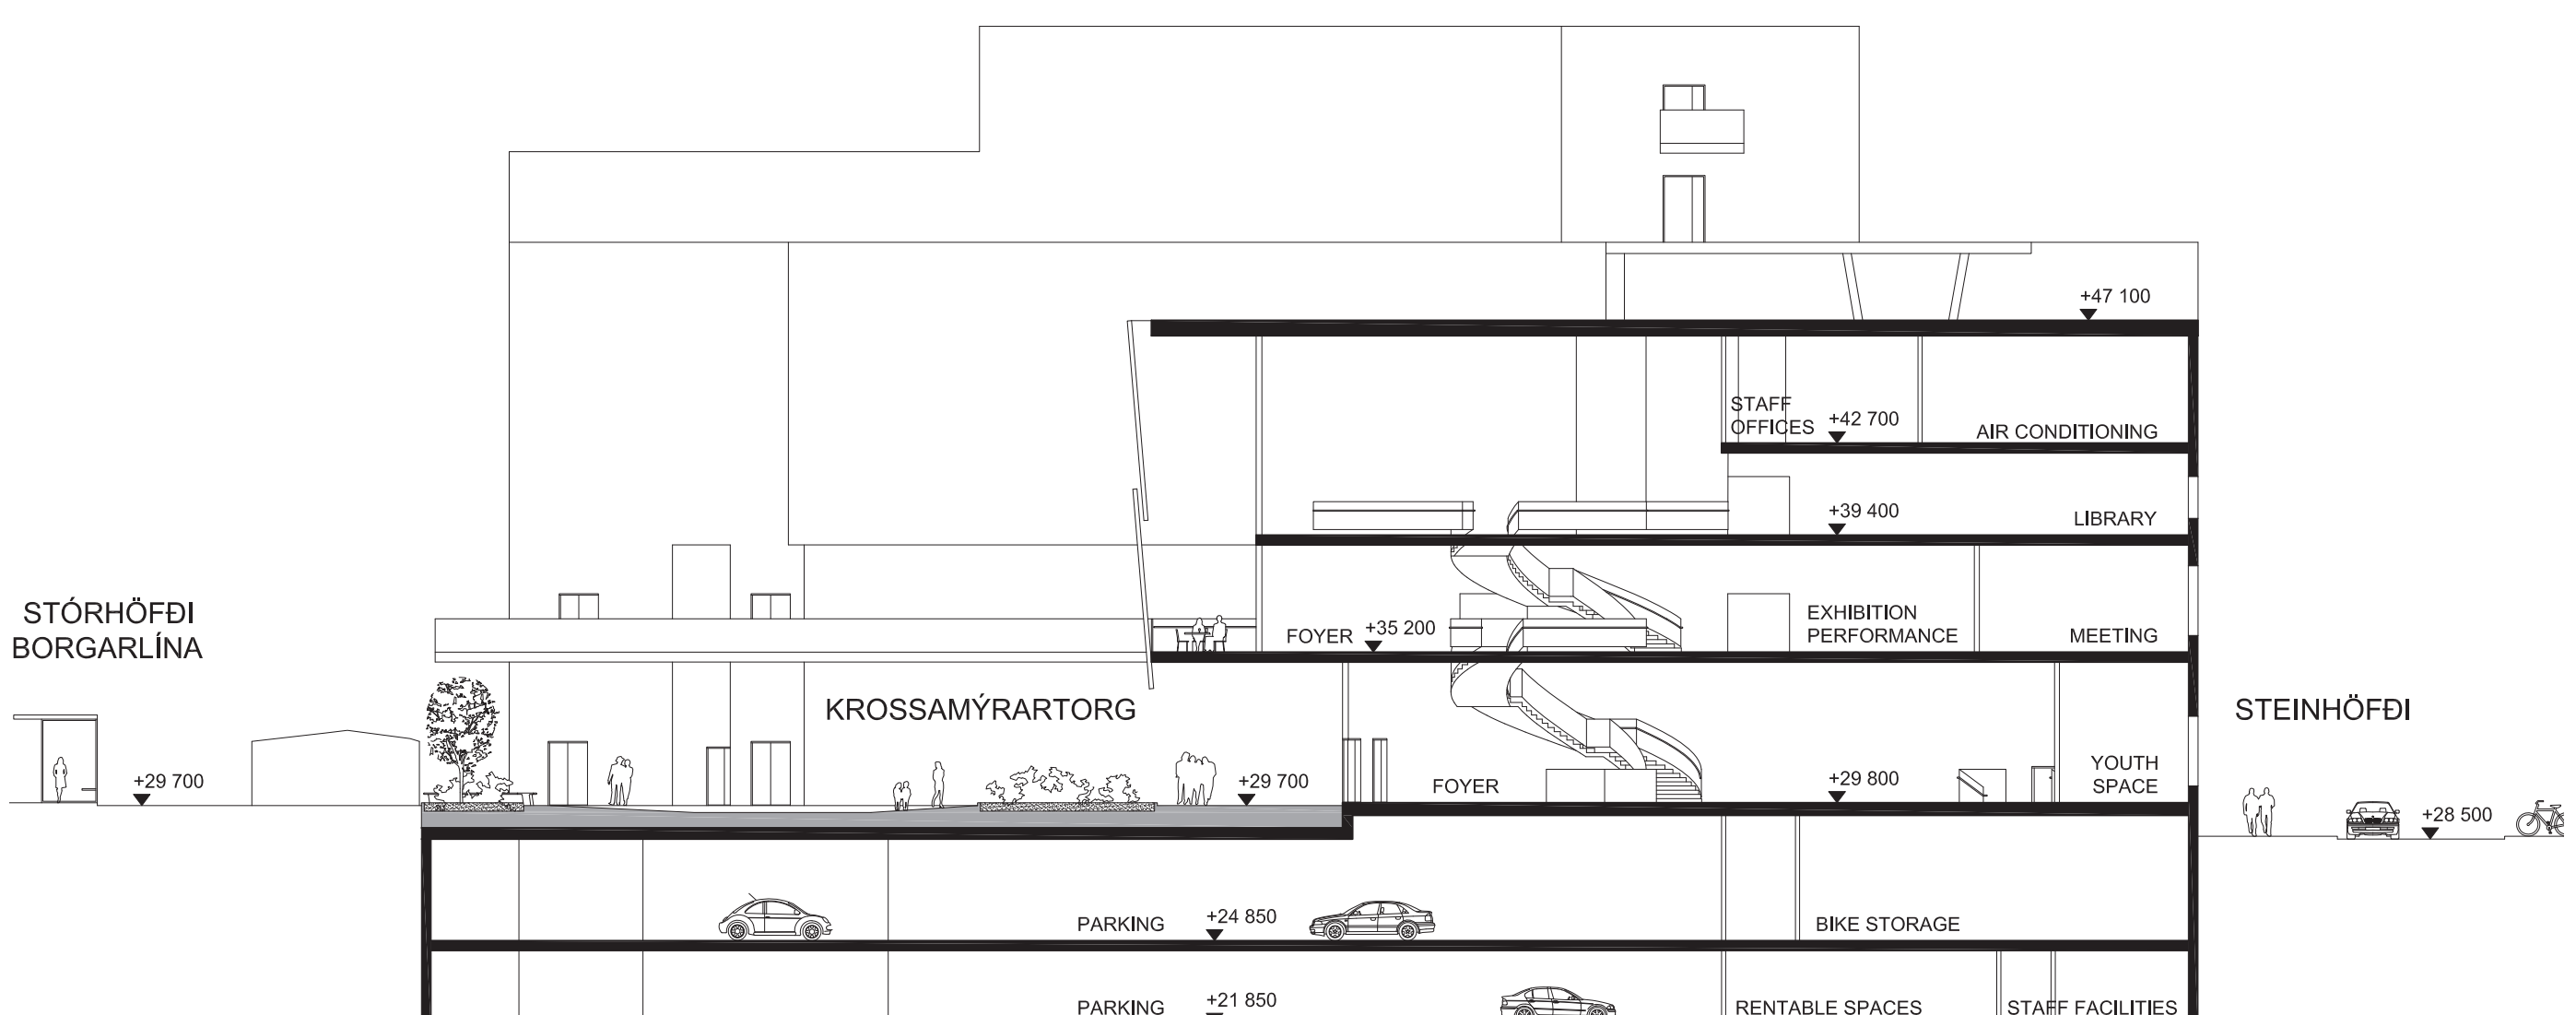 +47 100
STAFF
OFFICES
+42 700
AIR CONDITIONING
+39 400
LIBRARY
STÓRHÖFÐI
BORGARLÍNA
FOYER
+35 200
EXHIBITION
PERFORMANCE
MEETING
KROSSAMÝRARTORG
STEINHÖFÐI
+29 700
+29 700
FOYER
+29 800
YOUTH
SPACE
+28 500
PARKING
+24 850
BIKE STORAGE
PARKING
+21 850
RENTABLE SPACES
STAFF FACILITIES